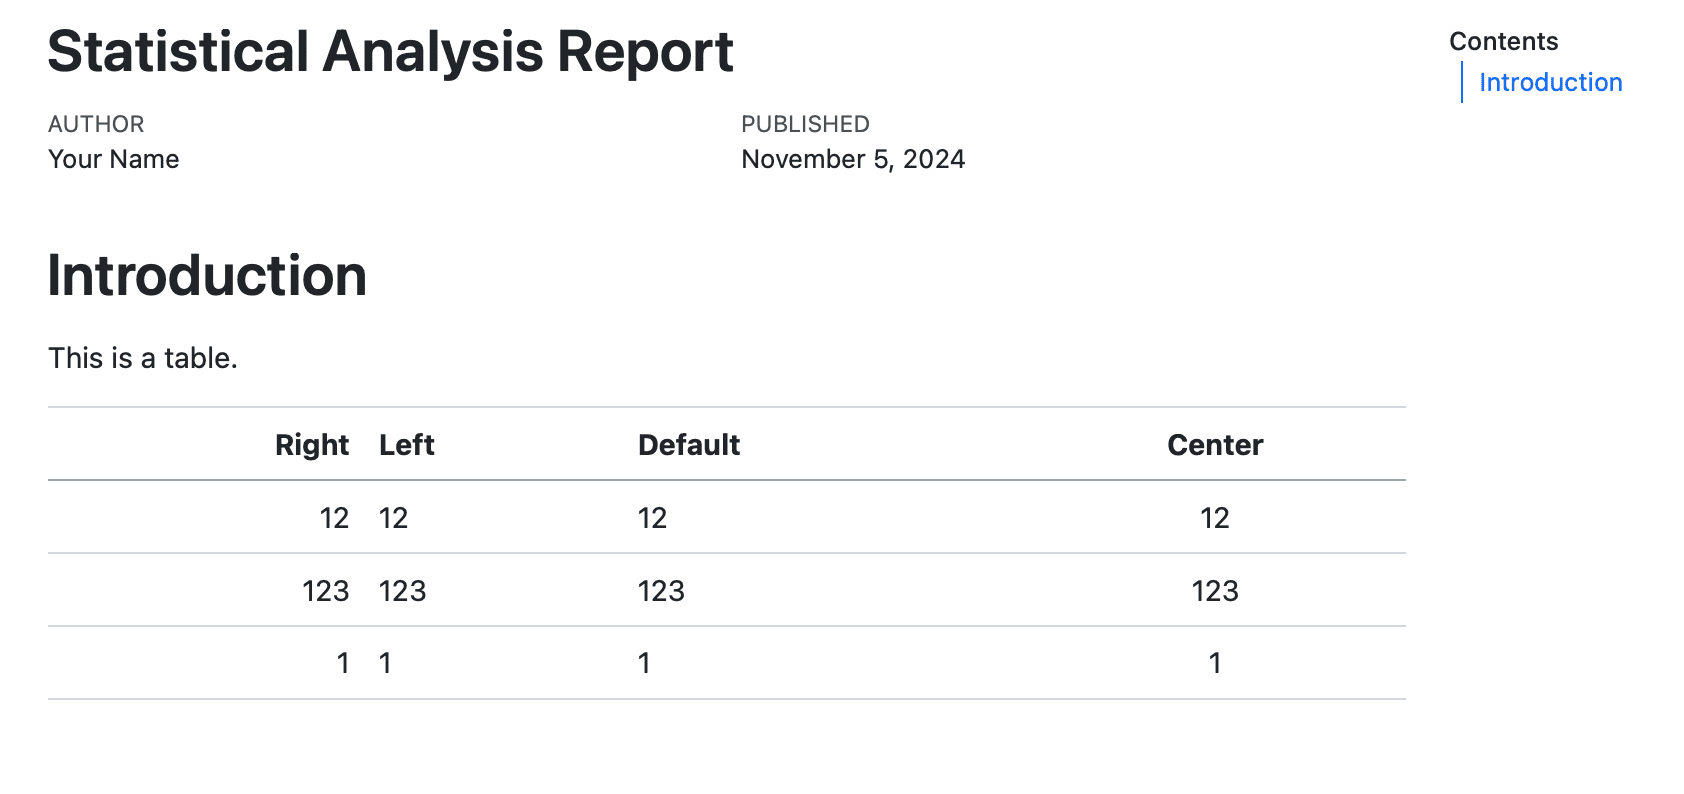 Statistical Analysis Report
AUTHOR
Your Name
PUBLISHED
November 5, 2024
Contents
Introduction
Introduction
This is a table.
Right Left Default Center
12 12 12 12
123 123 123 123
1 1 1 1